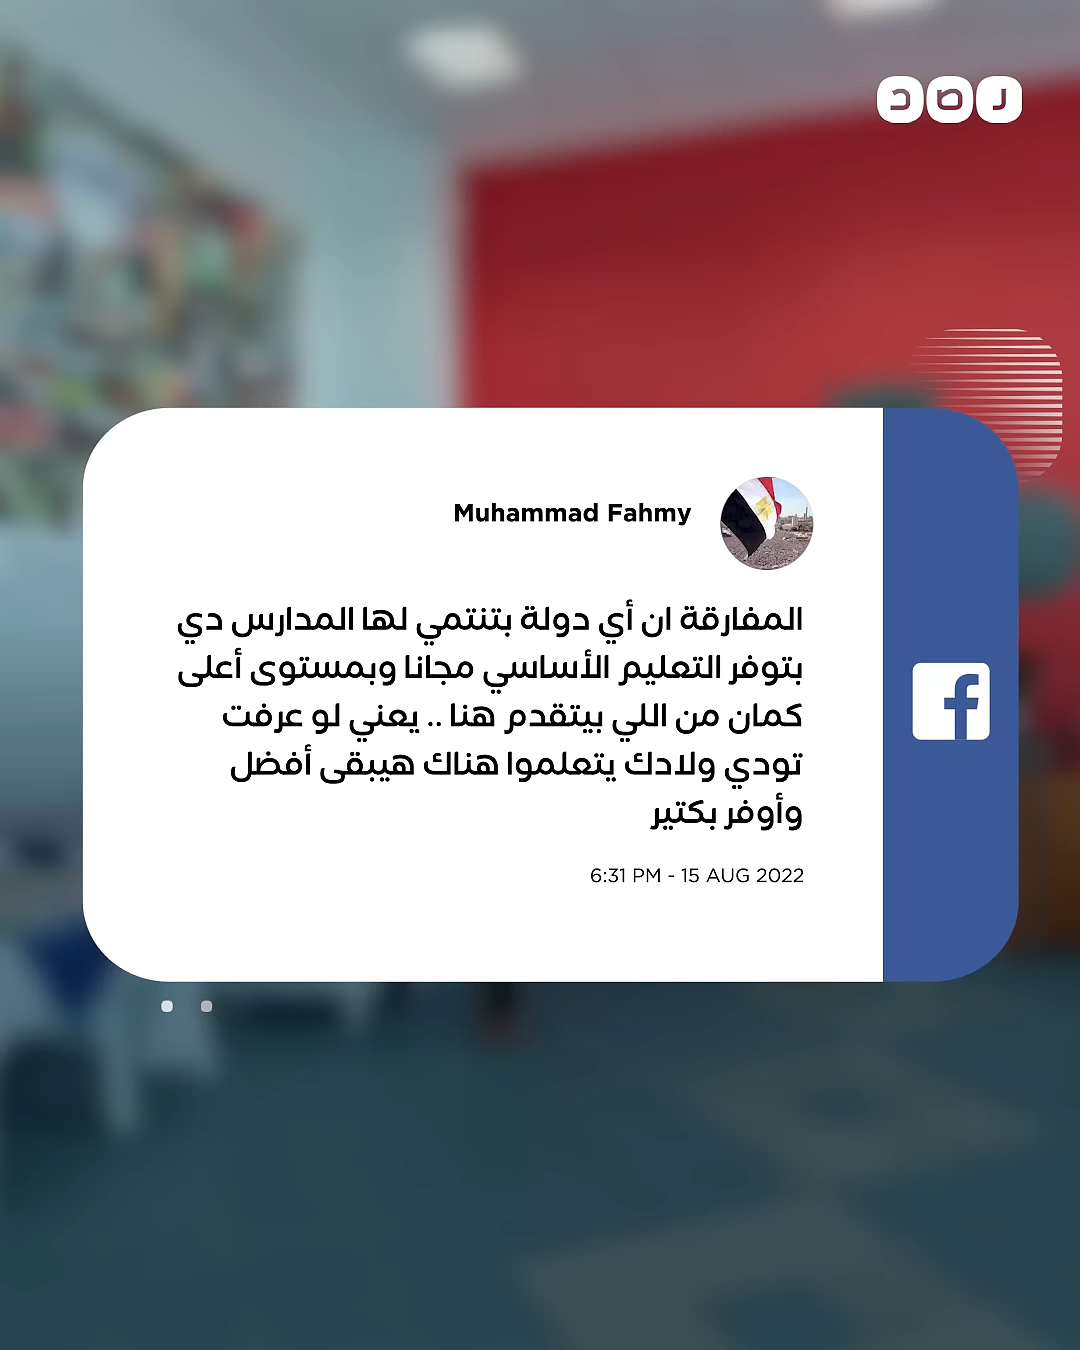 رصد
Muhammad Fahmy
المفارقة ان أي دولة بتنتمي لها المدارس دي
بتوفر التعليم الأساسي مجانا وبمستوى أعلى
كمان من اللي بيتقدم هنا .. يعني لو عرفت
تودي ولادك يتعلموا هناك هيبقى أفضل
وأوفر بكتير
6:31 PM - 15 AUG 2022